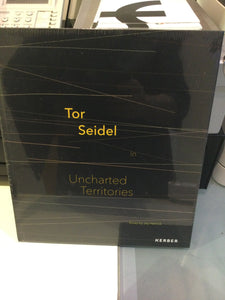 Tor
Seidel
in
Uncharted
Territories
KERBER